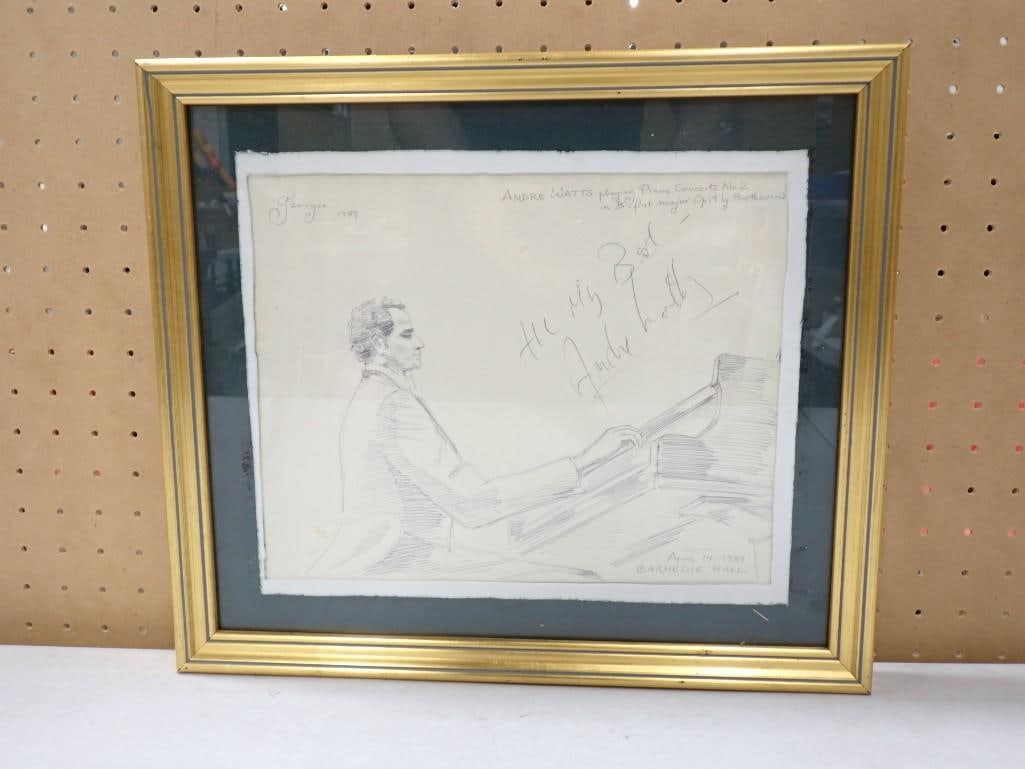 Georges
1989
ANDRE WATTS playing Piano Concerto No 2
in B flat major Op 19 by Beethoven
My Best -
Andre Watts
April 14, 1989
CARNEGIE HALL